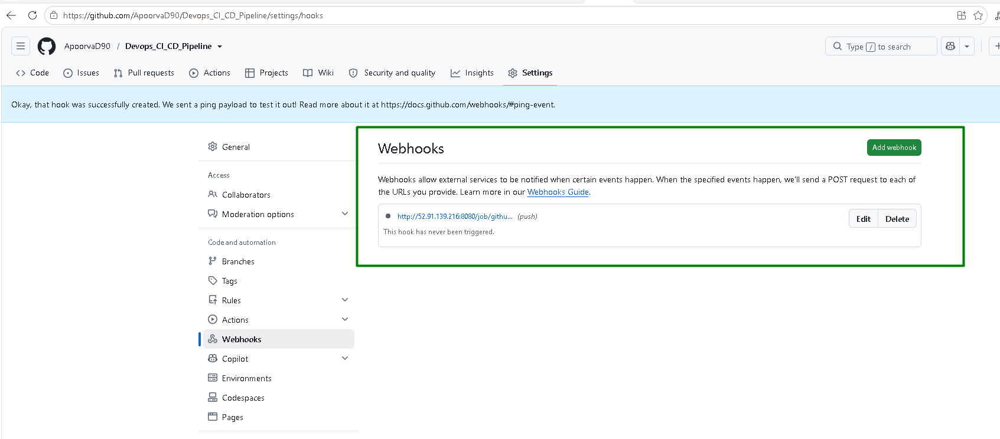 https://github.com/ApoorvaD90/Devops_CI_CD_Pipeline/settings/hooks
ApoorvaD90 / Devops_CI_CD_Pipeline
Type / to search
Code Issues Pull requests Actions Projects Wiki Security and quality Insights Settings
Okay, that hook was successfully created. We sent a ping payload to test it out! Read more about it at https://docs.github.com/webhooks/#ping-event.
General
Access
Collaborators
Moderation options
Code and automation
Branches
Tags
Rules
Actions
Webhooks
Copilot
Environments
Codespaces
Pages
Webhooks
Add webhook
Webhooks allow external services to be notified when certain events happen. When the specified events happen, we'll send a POST request to each of
the URLs you provide. Learn more in our Webhooks Guide.
http://52.91.139.216:8080/job/githu... (push)
Edit Delete
This hook has never been triggered.